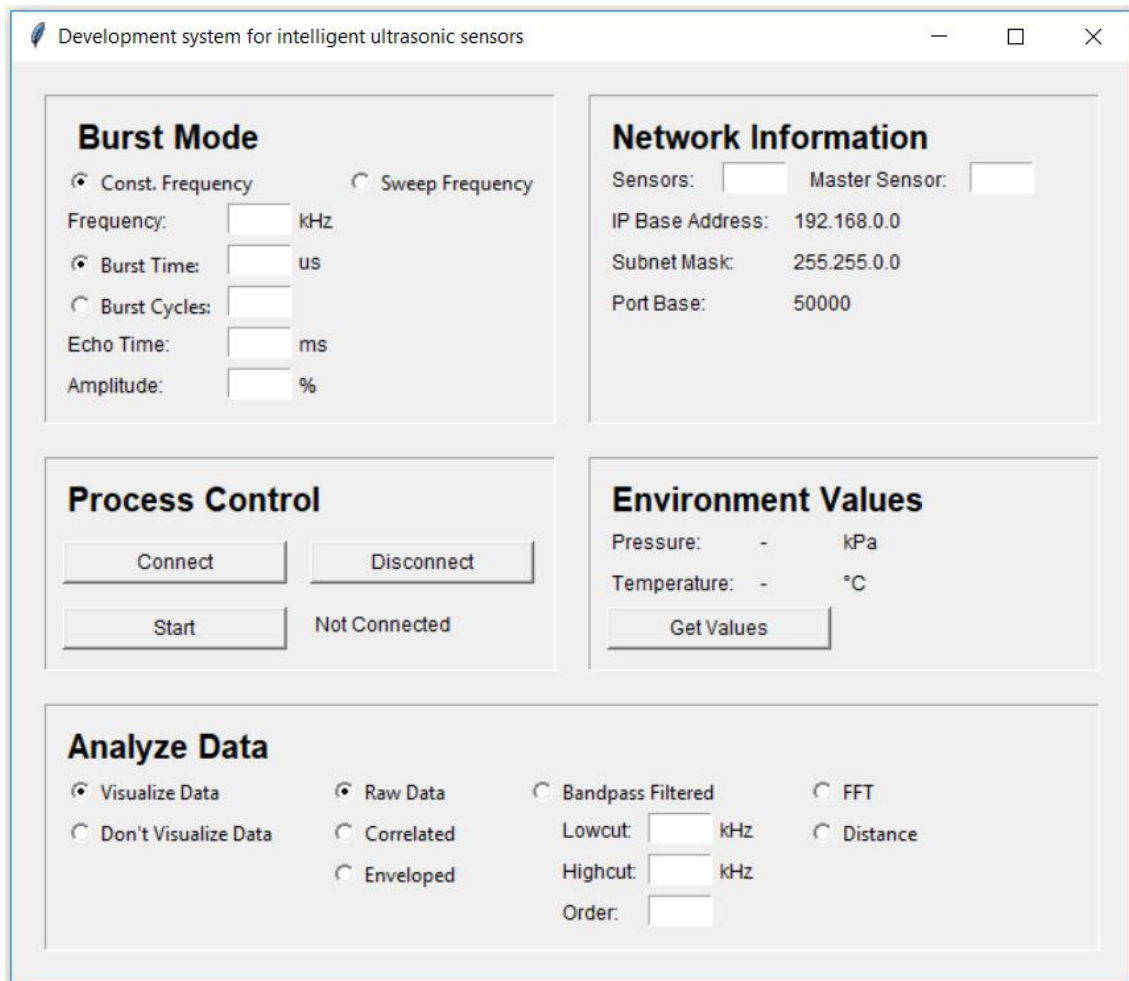 Development system for intelligent ultrasonic sensors
Burst Mode
Const. Frequency Sweep Frequency
Frequency: kHz
Burst Time: us
Burst Cycles:
Echo Time: ms
Amplitude: %
Network Information
Sensors: Master Sensor:
IP Base Address: 192.168.0.0
Subnet Mask: 255.255.0.0
Port Base: 50000
Process Control
Connect Disconnect
Start Not Connected
Environment Values
Pressure: - kPa
Temperature: - °C
Get Values
Analyze Data
Visualize Data Raw Data Bandpass Filtered FFT
Don't Visualize Data Correlated Lowcut: kHz Distance
Enveloped Highcut: kHz
Order: